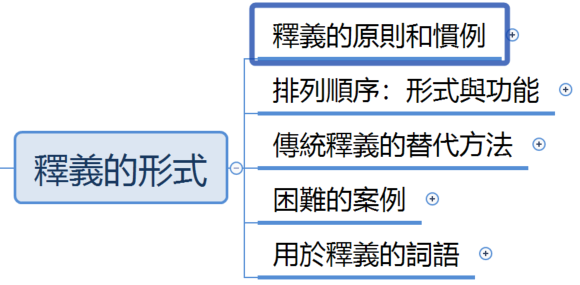 釋義的原則和慣例
排列順序：形式與功能
傳統釋義的替代方法
釋義的形式
困難的案例
用於釋義的詞語